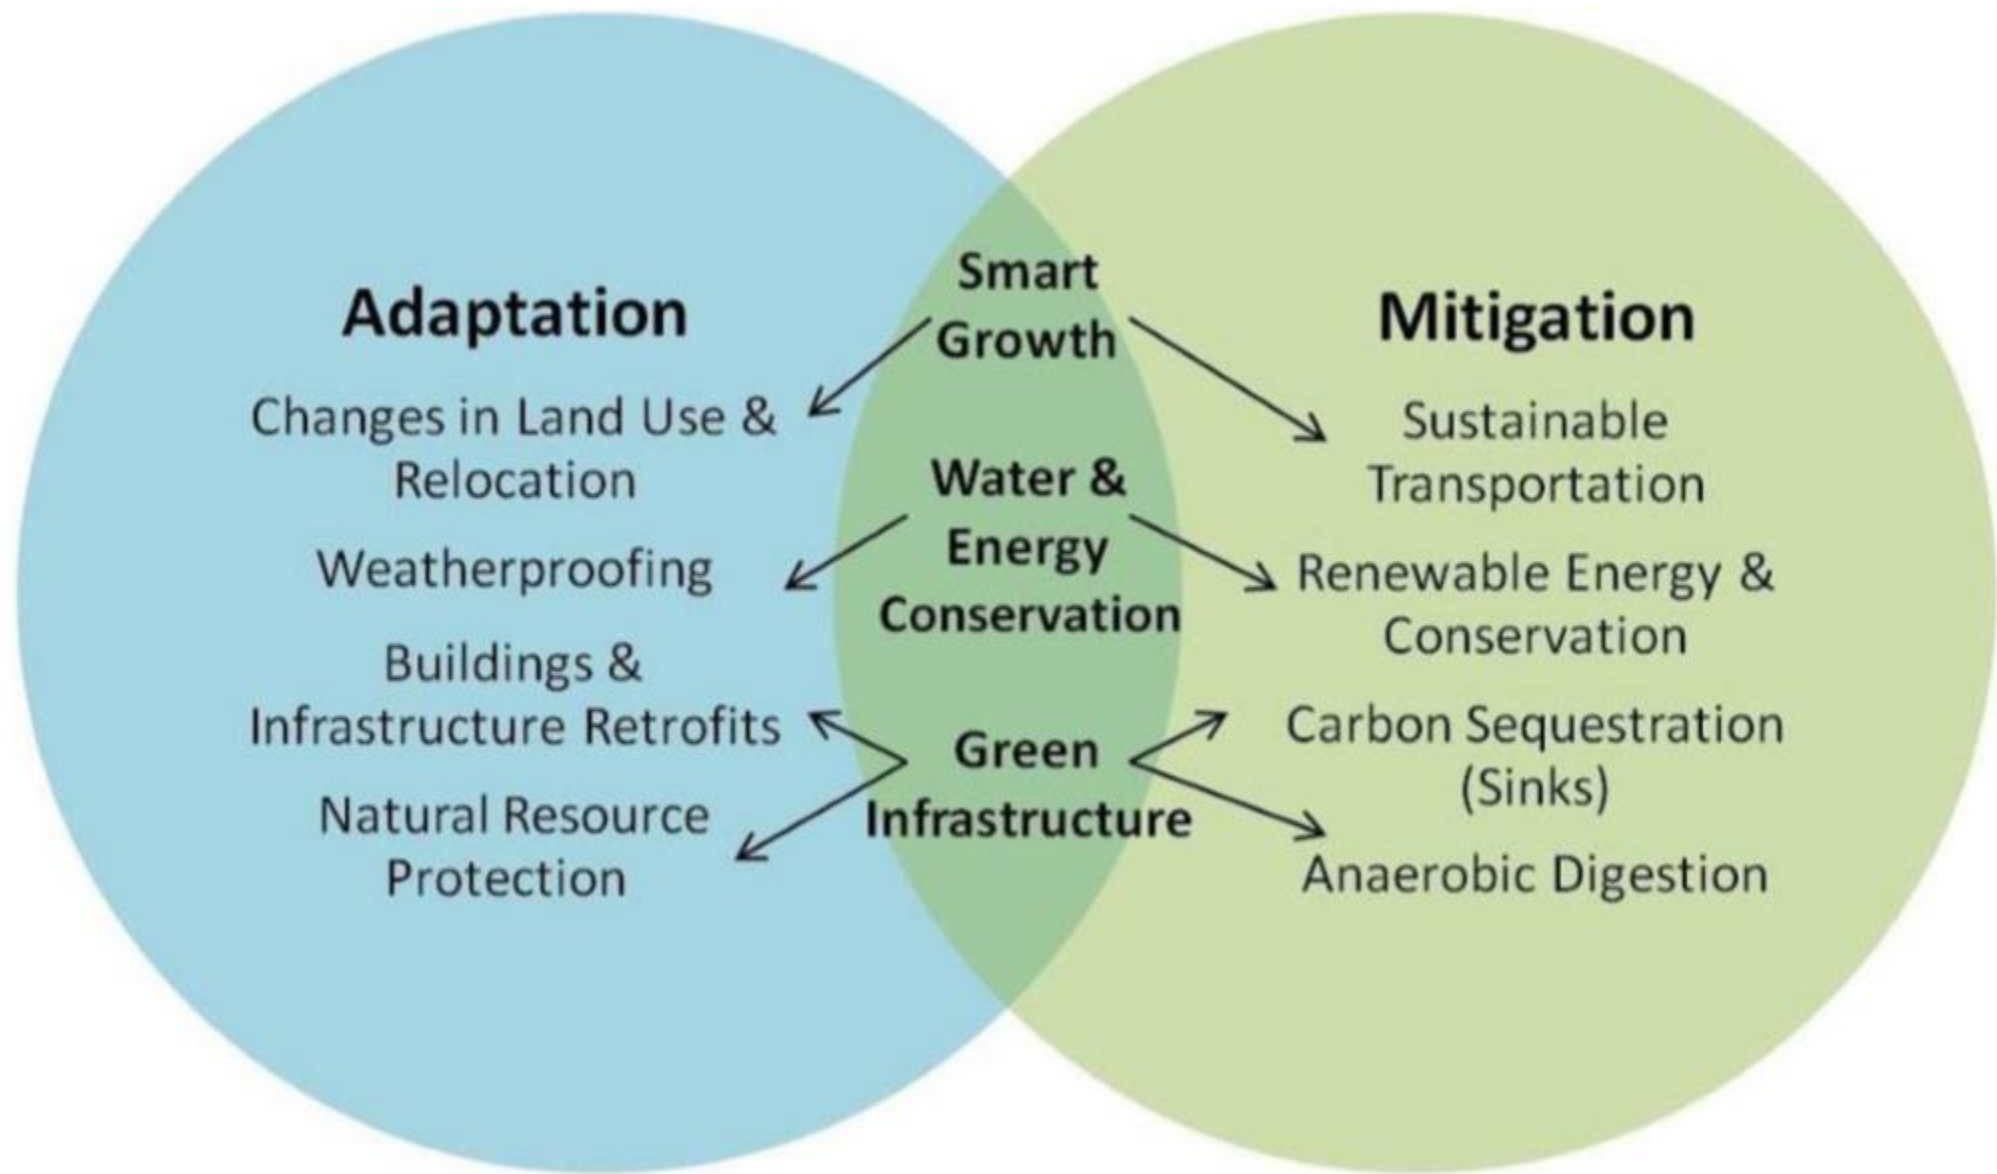 Adaptation
Changes in Land Use &
Relocation
Weatherproofing
Buildings &
Infrastructure Retrofits
Natural Resource
Protection
Smart
Growth
Water &
Energy
Conservation
Green
Infrastructure
Mitigation
Sustainable
Transportation
Renewable Energy &
Conservation
Carbon Sequestration
(Sinks)
Anaerobic Digestion